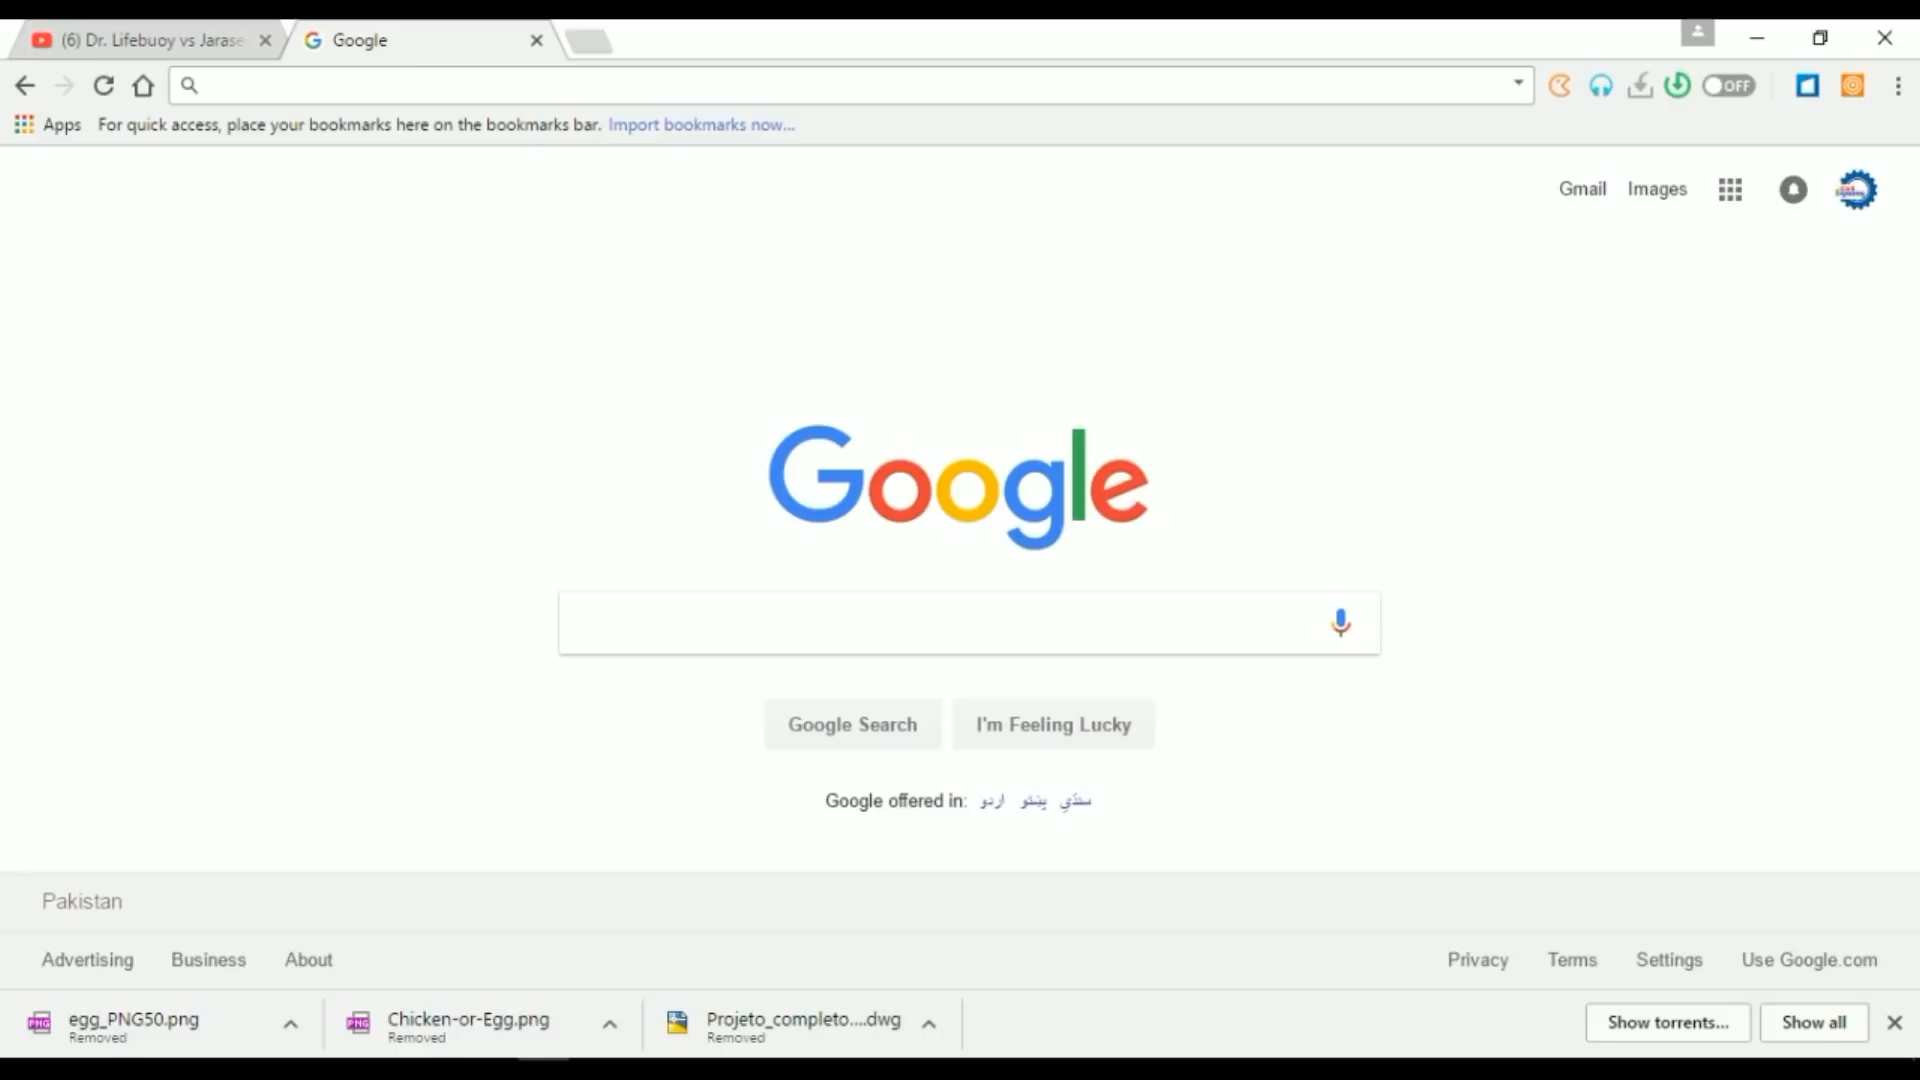 (6) Dr. Lifebuoy vs Jarase
Google
OFF
Apps For quick access, place your bookmarks here on the bookmarks bar. Import bookmarks now...
Gmail Images
Google
Google Search I'm Feeling Lucky
Google offered in: اردو پښتو سنڌي
Pakistan
Advertising Business About Privacy Terms Settings Use Google.com
egg_PNG50.png
Removed
Chicken-or-Egg.png
Removed
Projeto_completo....dwg
Removed
Show torrents...
Show all